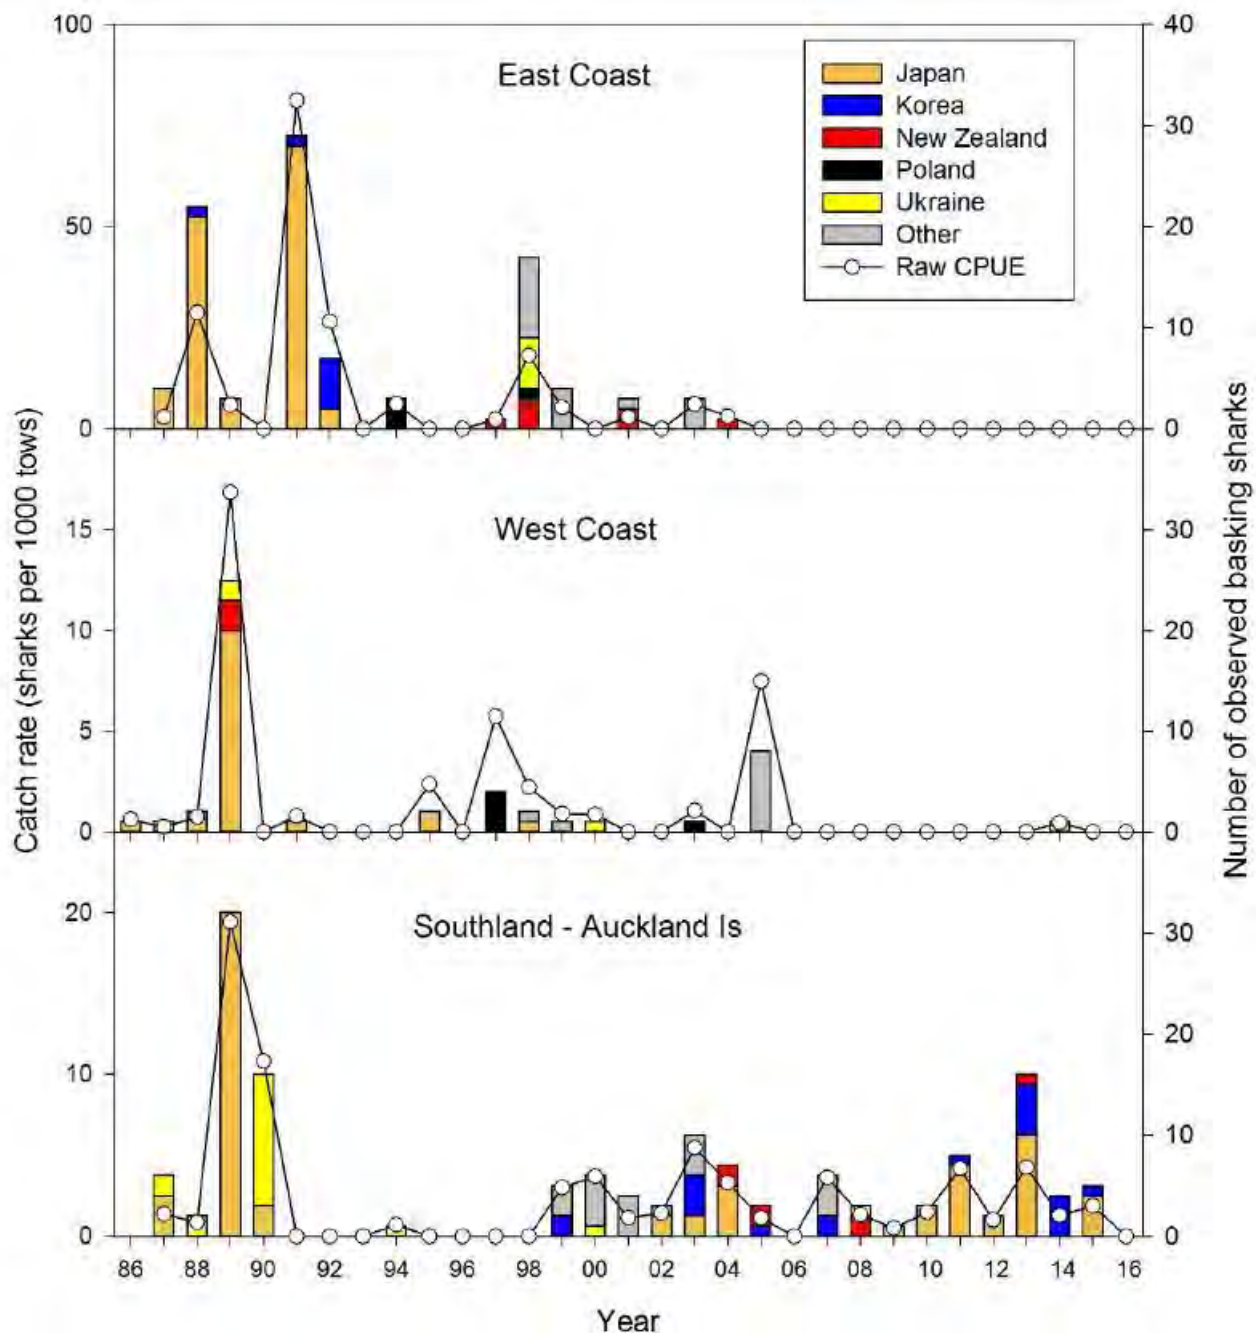 100
50
0
40
30
20
10
0
East Coast
Japan
Korea
New Zealand
Poland
Ukraine
Other
Raw CPUE
Catch rate (sharks per 1000 tows)
Number of observed basking sharks
West Coast
15
10
5
0
30
20
10
0
Southland - Auckland Is
20
10
0
30
20
10
0
86 88 90 92 94 96 98 00 02 04 06 08 10 12 14 16
Year